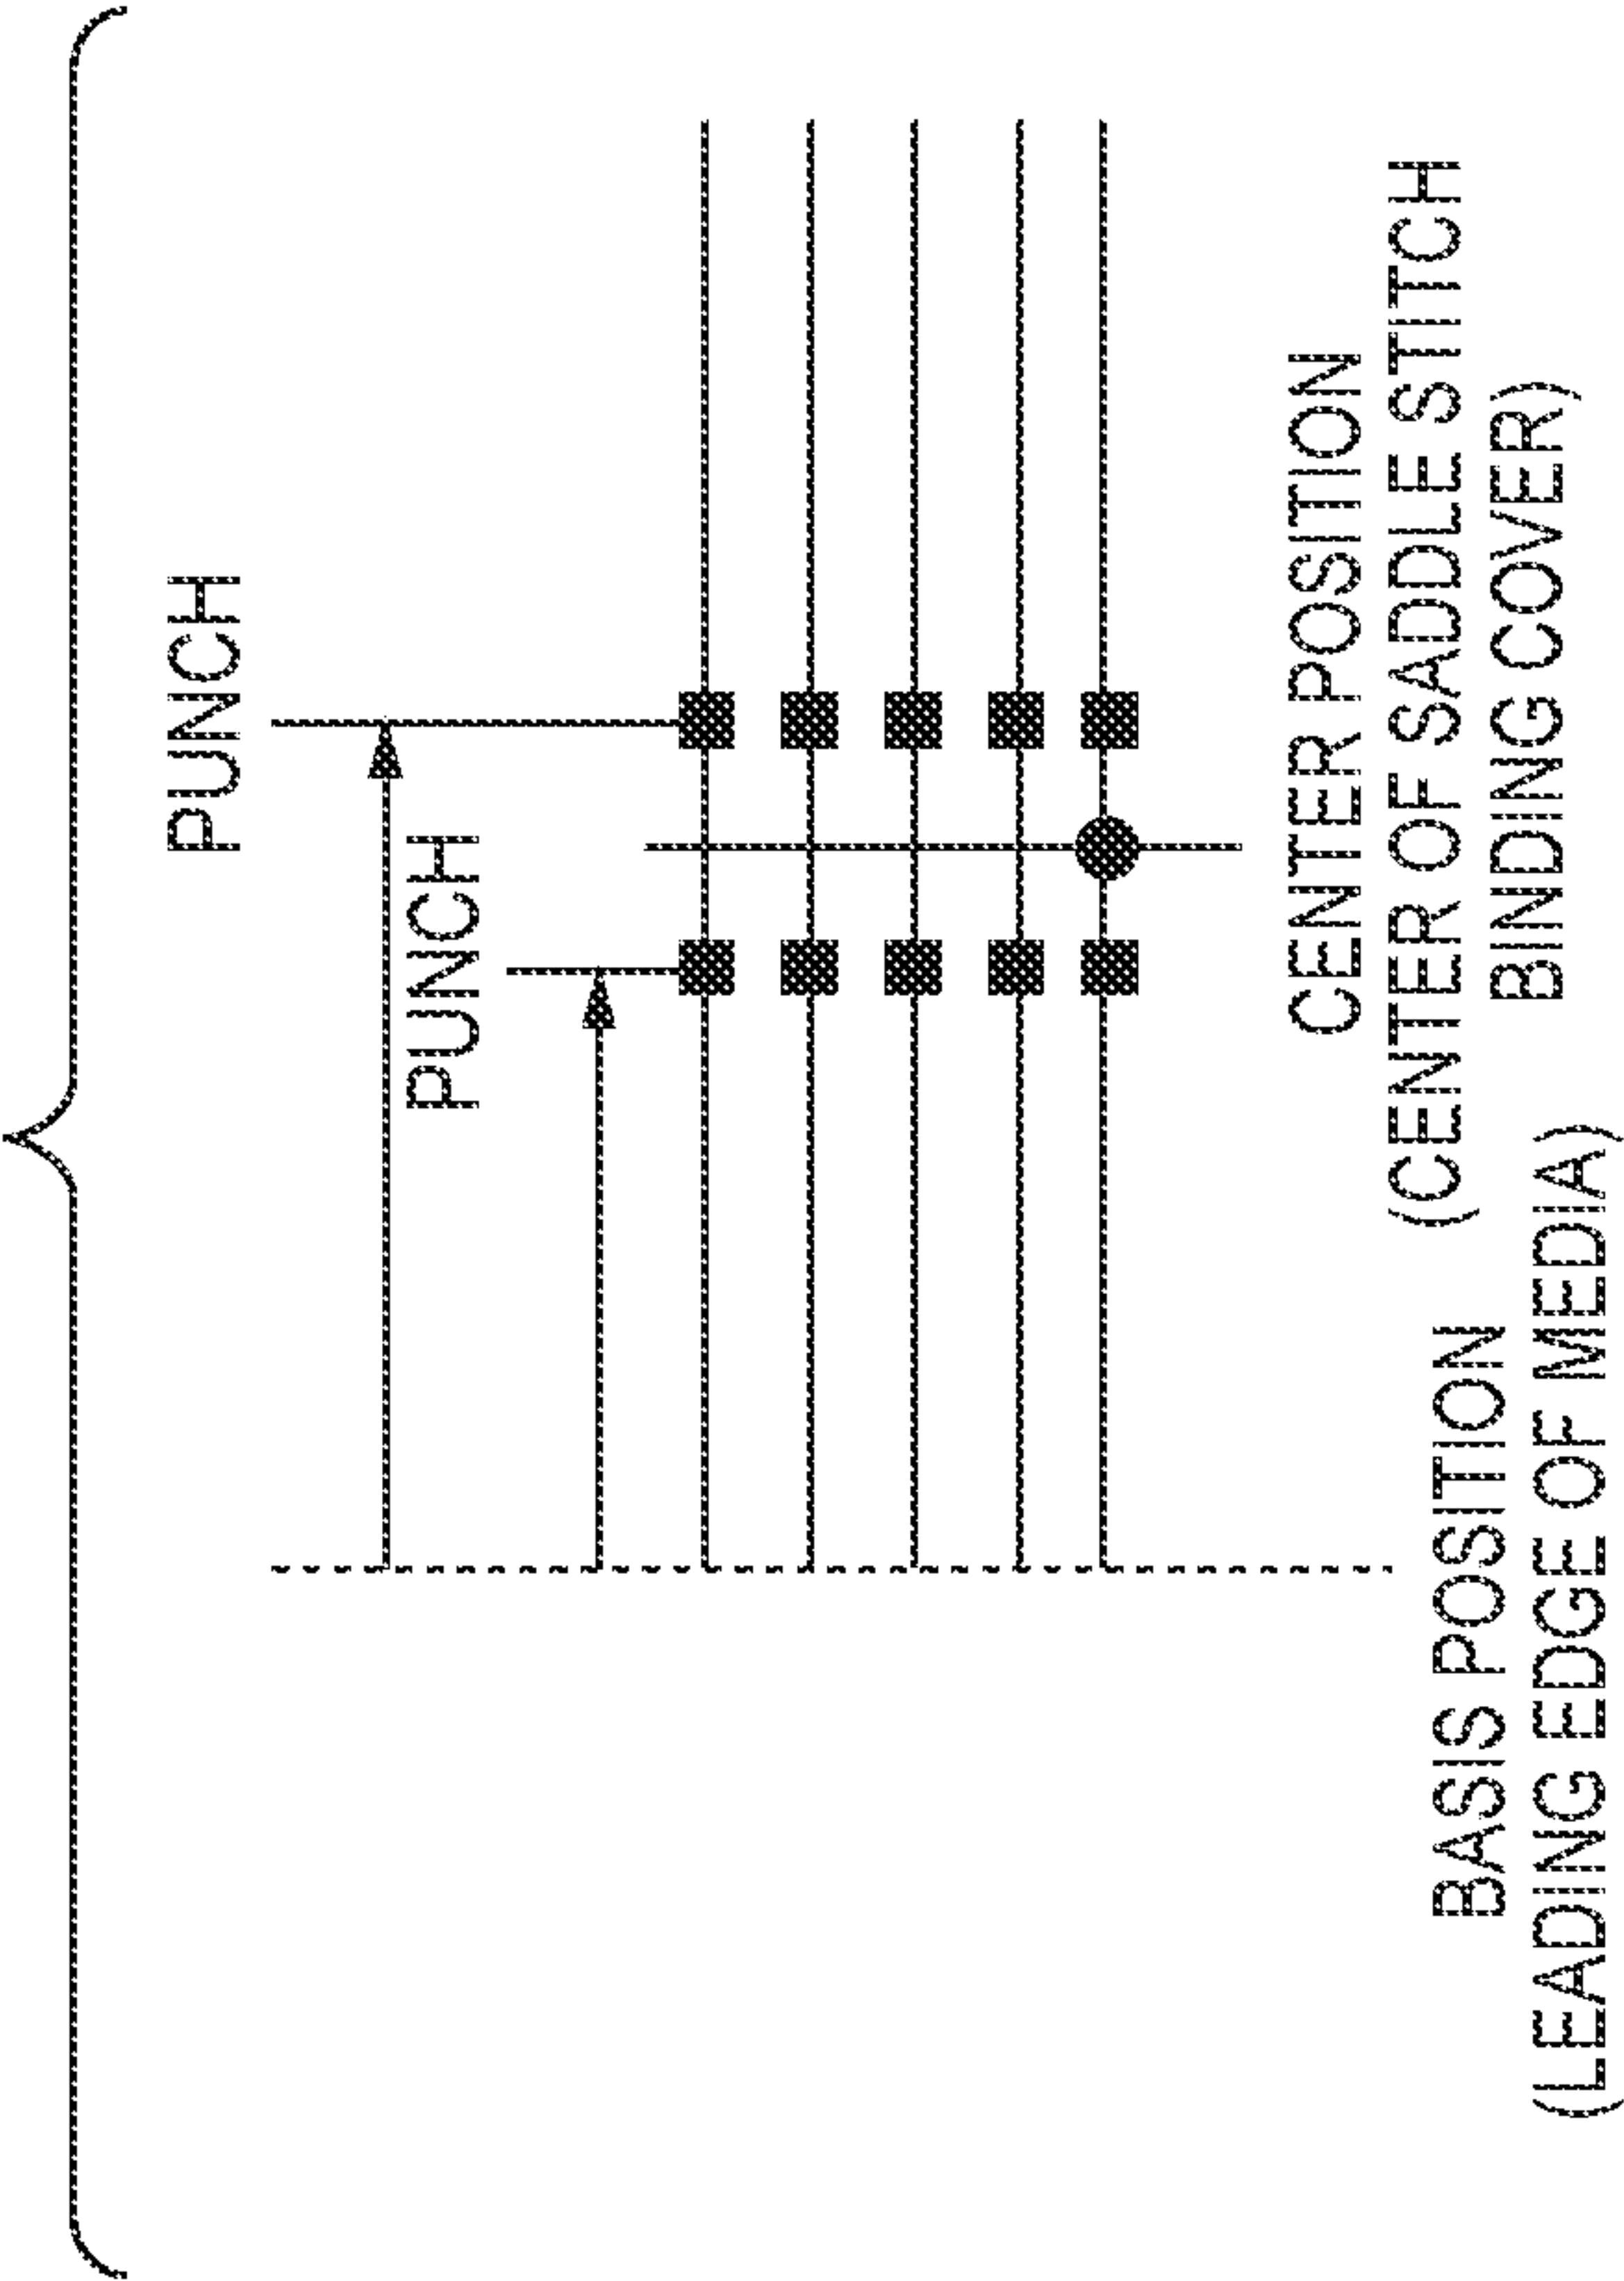 PUNCH
PUNCH
CENTER POSITION
(CENTER OF SADDLE STITCH
BINDING COVER)
BASIS POSITION
(LEADING EDGE OF MEDIA)